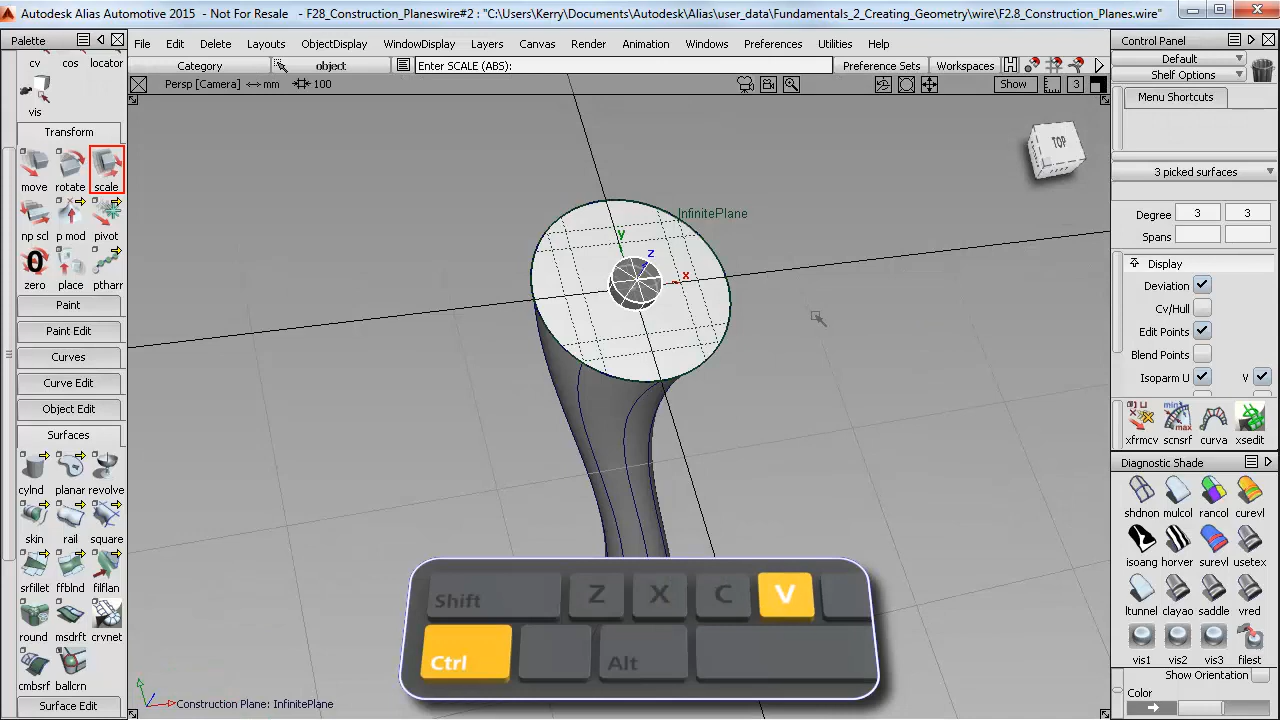 Autodesk Alias Automotive 2015 - Not For Resale - F28_Construction_Planeswire#2 : "C:\Users\Kerry\Documents\Autodesk\Alias\user_data\Fundamentals_2_Creating_Geometry\wire\F2.8_Construction_Planes.wire"
Palette
File Edit Delete Layouts ObjectDisplay WindowDisplay Layers Canvas Render Animation Windows Preferences Utilities Help
Control Panel
Category object Enter SCALE (ABS): Preference Sets Workspaces
Default
Shelf Options
cv cos locator
Persp [Camera] mm 100 Show 3
Menu Shortcuts
vis
Transform
TOP
3 picked surfaces
move rotate scale
Degree 3 3
Spans
InfinitePlane
y
z
x
np scl p mod pivot
0
zero place ptharr
Display
Deviation
Cv/Hull
Edit Points
Blend Points
Isoparm U V
Paint
Paint Edit
Curves
Curve Edit
Object Edit
Surfaces
xfrmcv scnsrf curva xsedit
Diagnostic Shade
cylnd planar revolve
skin rail square
srfillet ffblnd filflan
round msdrft crvnet
cmbsrf ballcrn
Surface Edit
shdnon mulcol rancol curevl
isoang horver surevl usetex
ltunnel clayao saddle vred
vis1 vis2 vis3 filest
Show Orientation
Color
Shift Z X C V
Ctrl Alt
Construction Plane: InfinitePlane